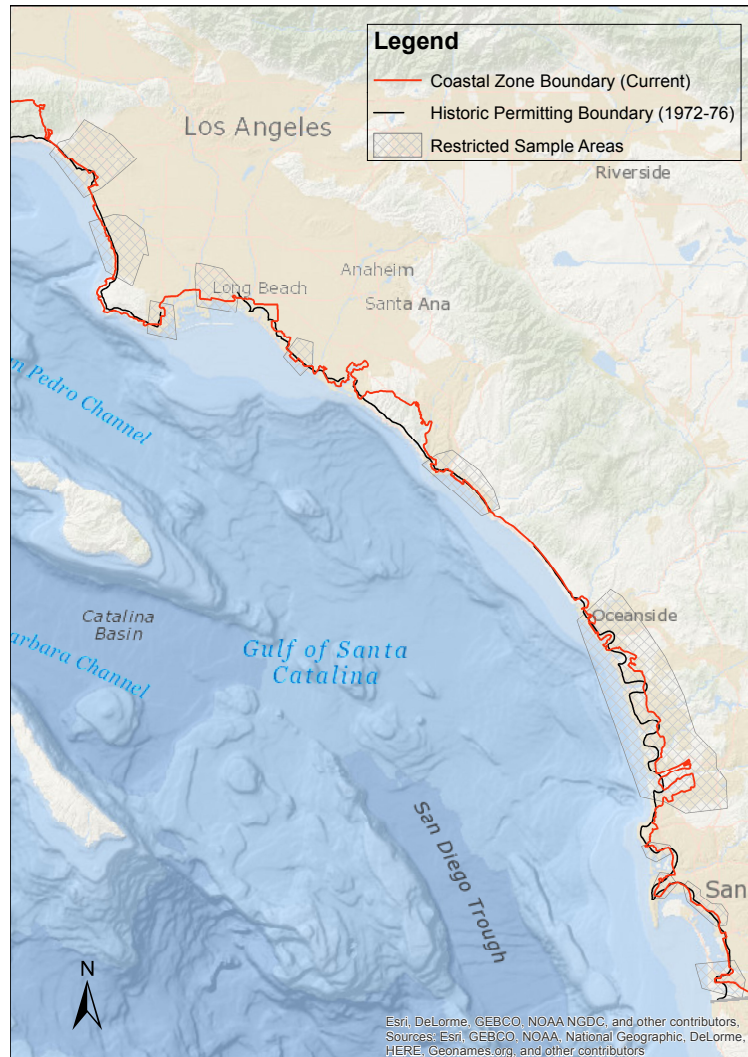 Legend
Coastal Zone Boundary (Current)
Historic Permitting Boundary (1972-76)
Restricted Sample Areas
Los Angeles
Riverside
Anaheim
Long Beach
Santa Ana
n Pedro Channel
Oceanside
Catalina
Basin
Gulf of Santa
Catalina
arbara Channel
San Diego Trough
San
N
Esri, DeLorme, GEBCO, NOAA NGDC, and other contributors,
Sources: Esri, GEBCO, NOAA, National Geographic, DeLorme,
HERE, Geonames.org, and other contributors